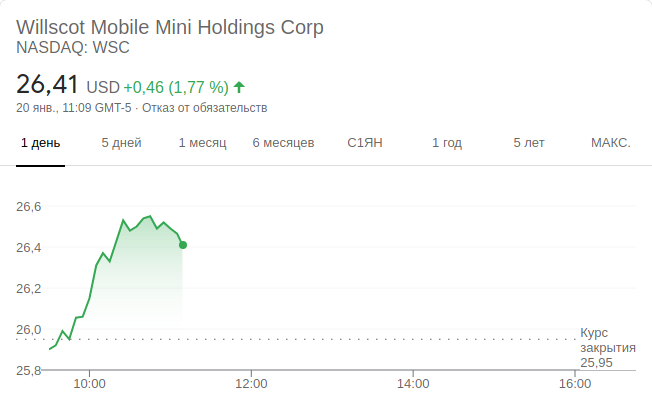 Willscot Mobile Mini Holdings Corp
NASDAQ: WSC
26,41 USD +0,46 (1,77 %)
20 янв., 11:09 GMT-5 · Отказ от обязательств
1 день 5 дней 1 месяц 6 месяцев С1ЯН 1 год 5 лет МАКС.
26,6
26,4
26,2
26,0
25,8
Курс
закрытия
25,95
10:00 12:00 14:00 16:00